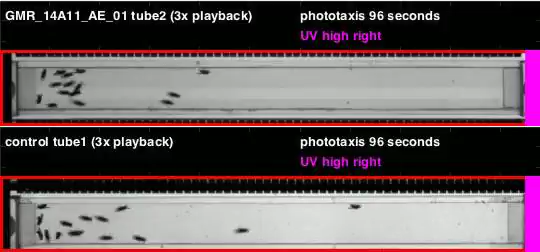 GMR_14A11_AE_01 tube2 (3x playback)
phototaxis 96 seconds
UV high right
control tube1 (3x playback)
phototaxis 96 seconds
UV high right